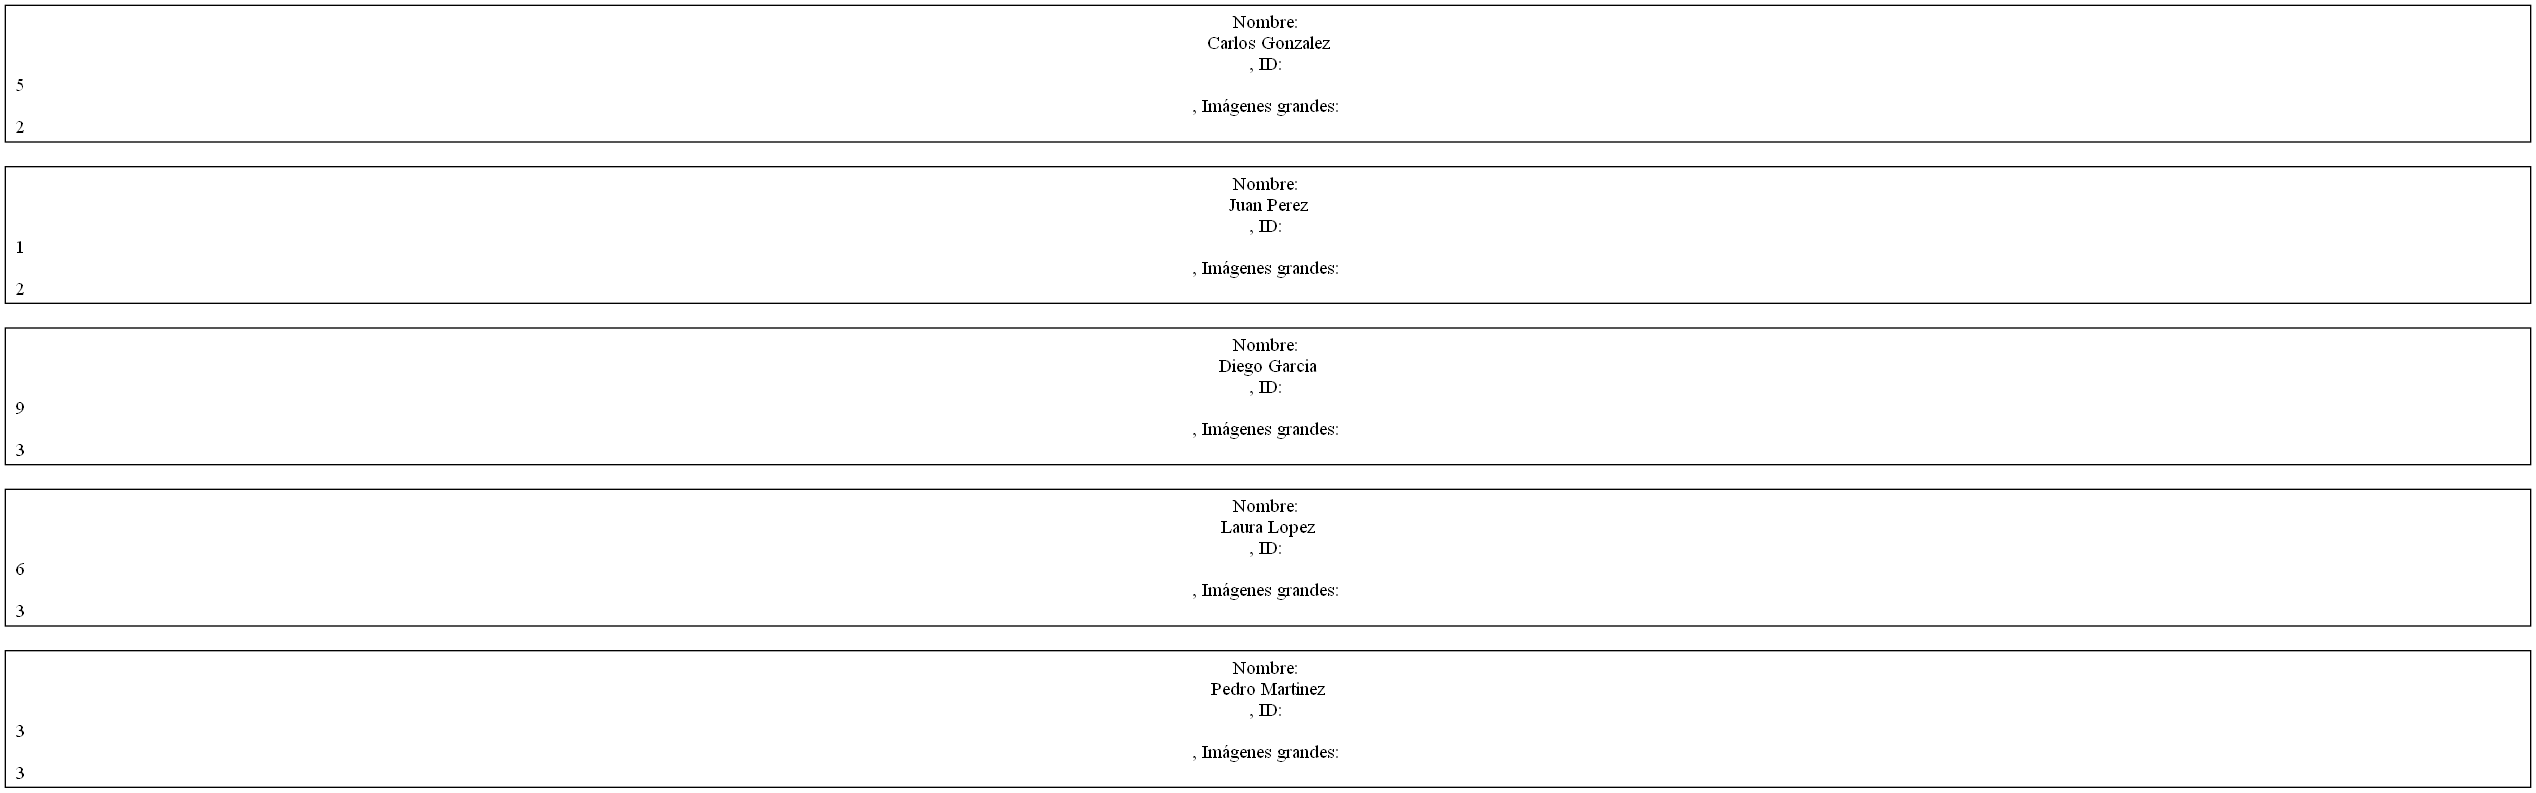 Nombre:
Carlos Gonzalez
, ID:
5
, Imágenes grandes:
2
Nombre:
Juan Perez
, ID:
1
, Imágenes grandes:
2
Nombre:
Diego Garcia
, ID:
9
, Imágenes grandes:
3
Nombre:
Laura Lopez
, ID:
6
, Imágenes grandes:
3
Nombre:
Pedro Martinez
, ID:
3
, Imágenes grandes:
3